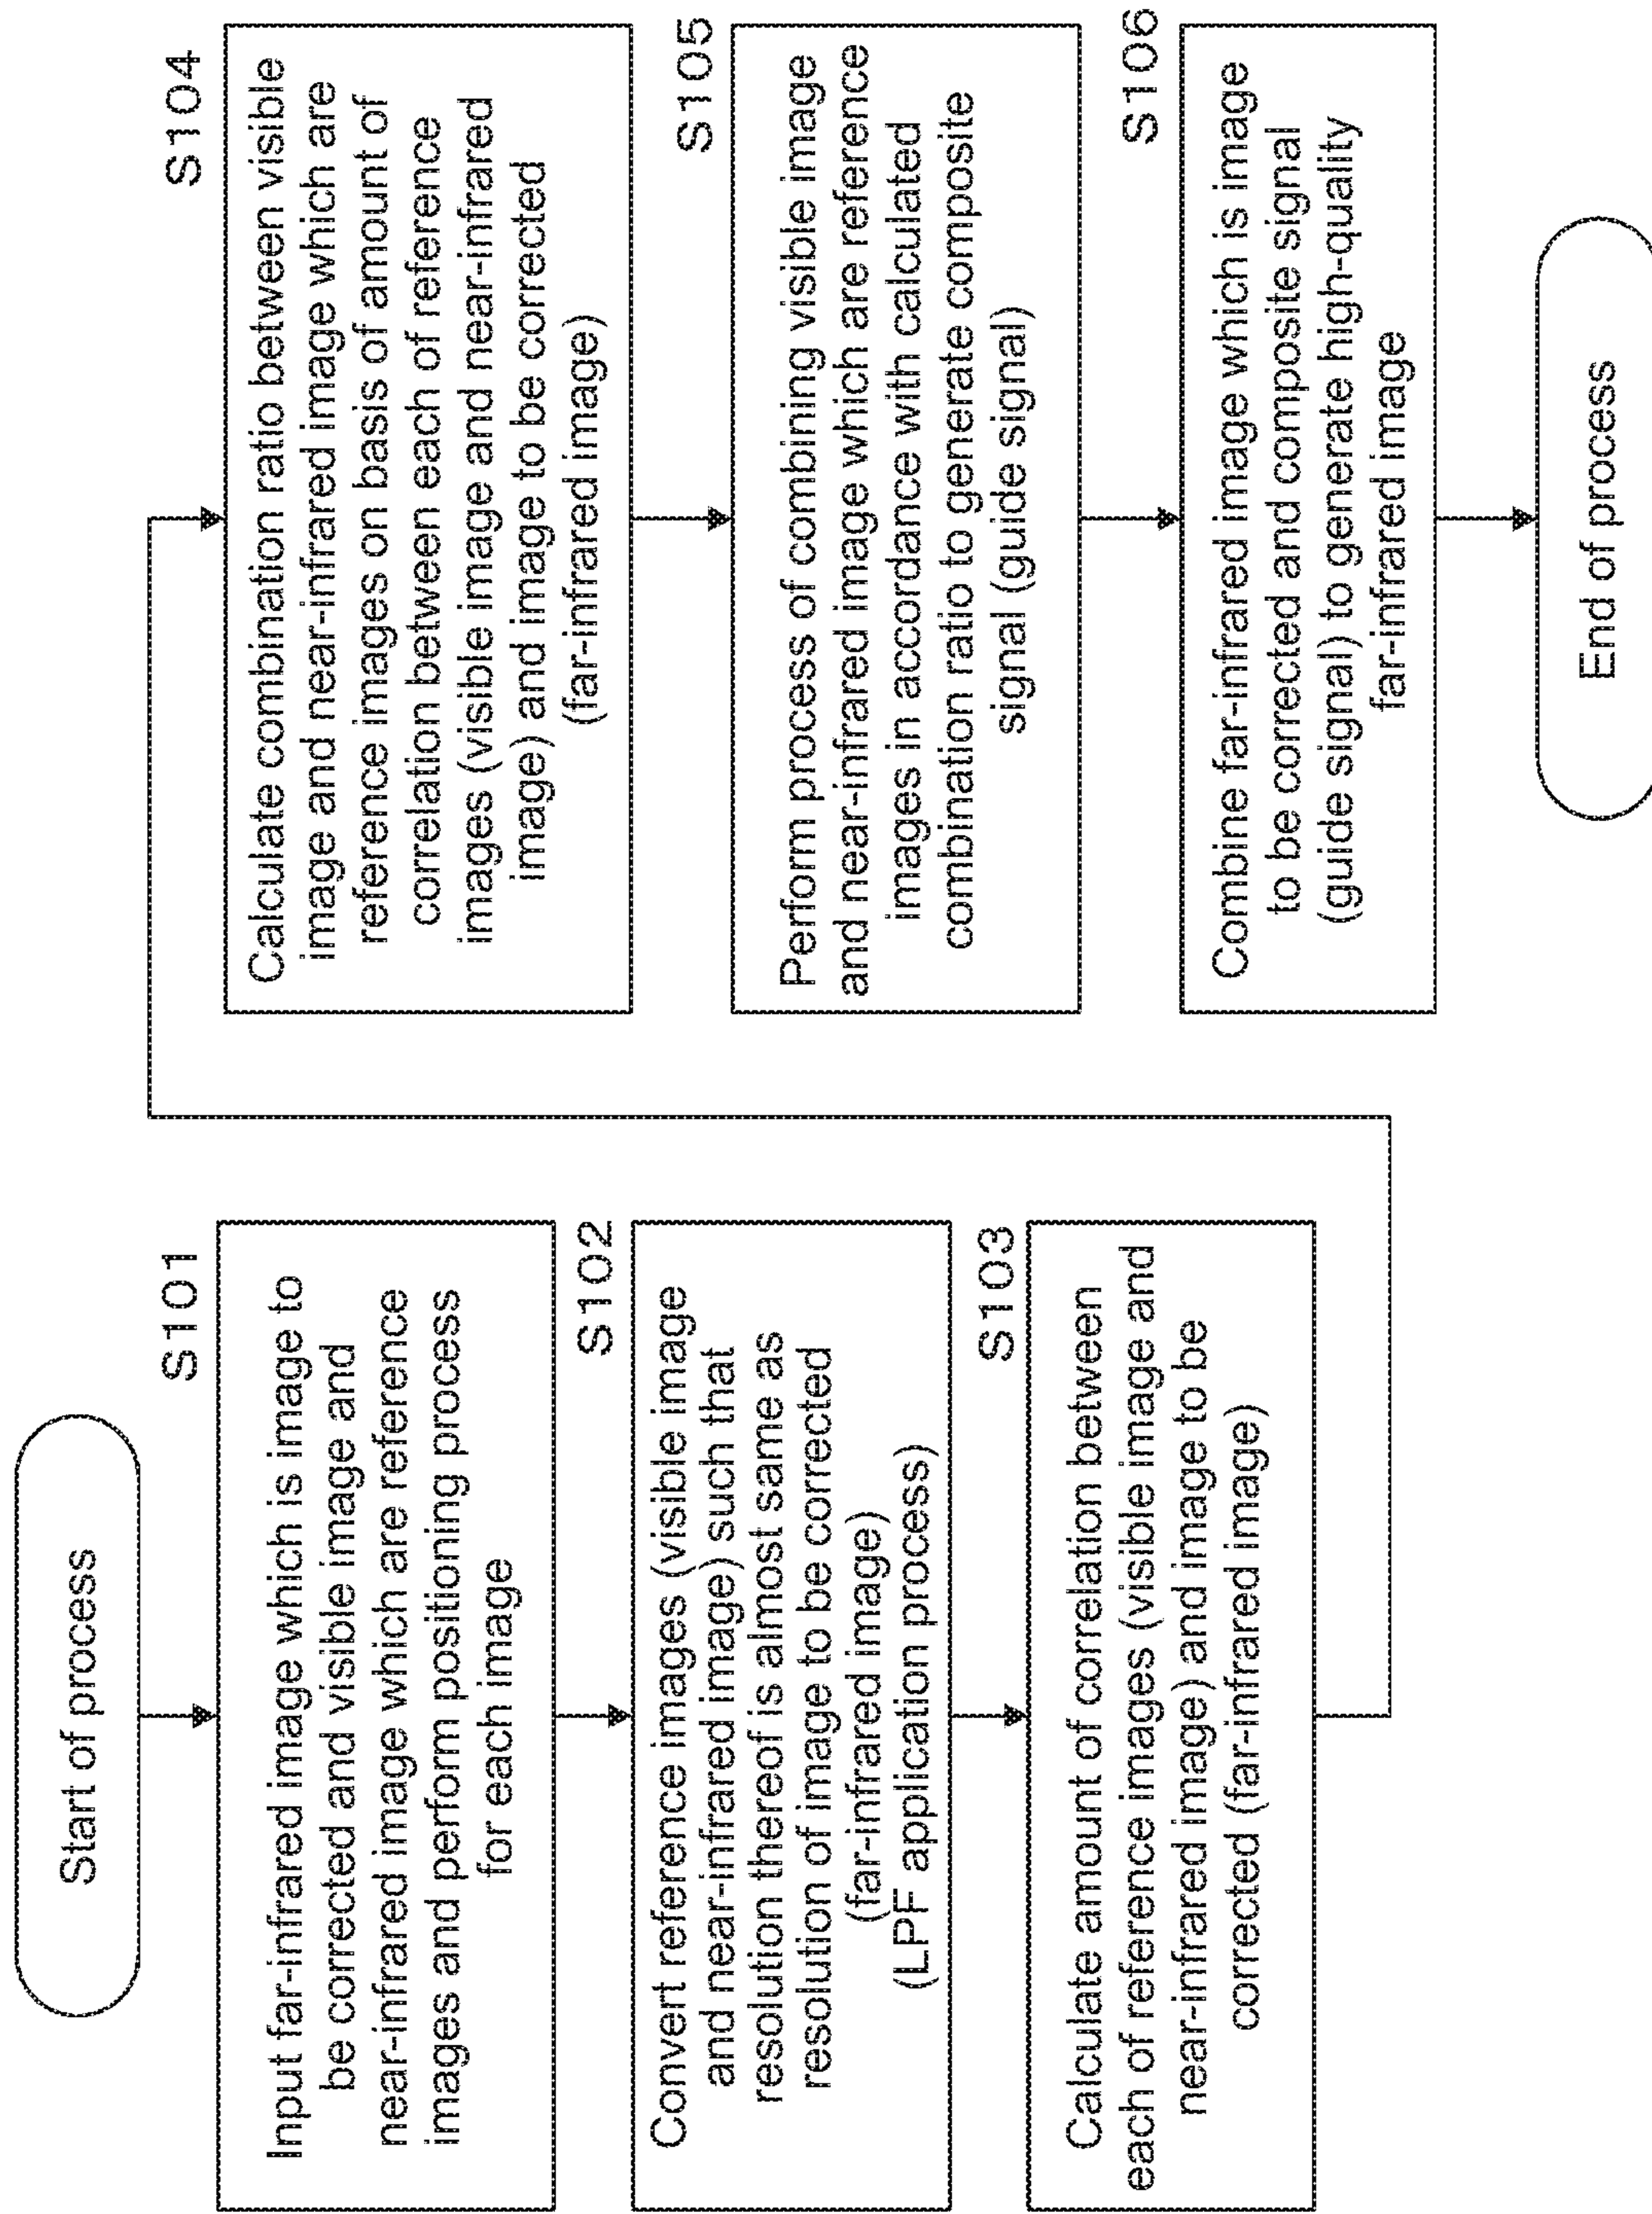 Start of process
S101
Input far-infrared image which is image to
be corrected and visible image and
near-infrared image which are reference
images and perform positioning process
for each image
S102
Convert reference images (visible image
and near-infrared image) such that
resolution thereof is almost same as
resolution of image to be corrected
(far-infrared image)
(LPF application process)
S103
Calculate amount of correlation between
each of reference images (visible image and
near-infrared image) and image to be
corrected (far-infrared image)
S104
Calculate combination ratio between visible
image and near-infrared image which are
reference images on basis of amount of
correlation between each of reference
images (visible image and near-infrared
image) and image to be corrected
(far-infrared image)
S105
Perform process of combining visible image
and near-infrared image which are reference
images in accordance with calculated
combination ratio to generate composite
signal (guide signal)
S106
Combine far-infrared image which is image
to be corrected and composite signal
(guide signal) to generate high-quality
far-infrared image
End of process